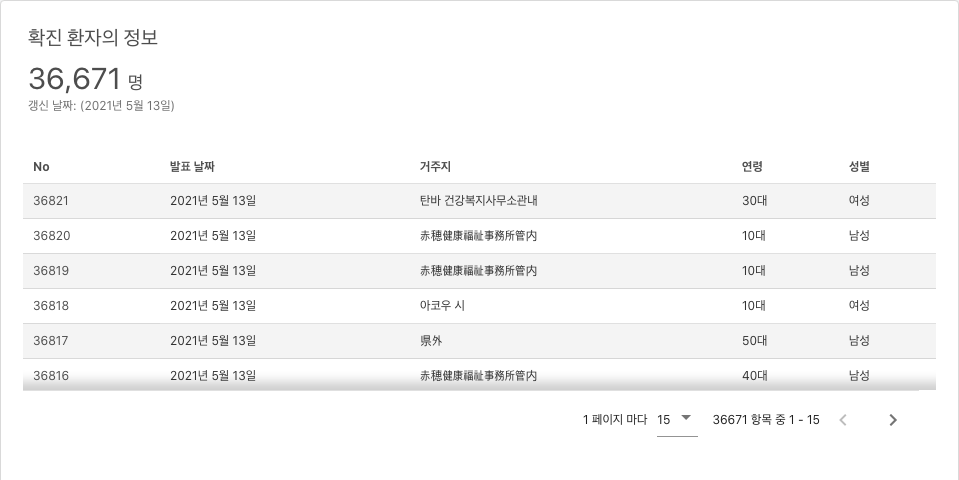 확진 환자의 정보
36,671 명
갱신 날짜: (2021년 5월 13일)
No 발표 날짜 거주지 연령 성별
36821 2021년 5월 13일 탄바 건강복지사무소관내 30대 여성
36820 2021년 5월 13일 赤穂健康福祉事務所管内 10대 남성
36819 2021년 5월 13일 赤穂健康福祉事務所管内 10대 남성
36818 2021년 5월 13일 아코우 시 10대 여성
36817 2021년 5월 13일 県外 50대 남성
36816 2021년 5월 13일 赤穂健康福祉事務所管内 40대 남성
1 페이지 마다 15 36671 항목 중 1 - 15